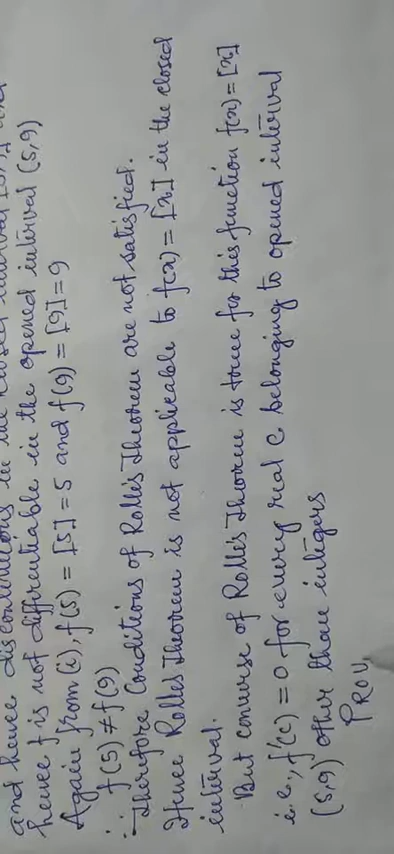 and hence discontinuous in the closed interval [5,9] and
hence f is not differentiable in the opened interval (5,9)
Again from (i), f(5) = [5] = 5 and f(9) = [9] = 9
∴ f(5) ≠ f(9)
Therefore Conditions of Rolle's Theorem are not satisfied.
Hence Rolle's Theorem is not applicable to f(x) = [x] in the closed
interval.
But converse of Rolle's Theorem is true for this function f(x) = [x]
i.e., f'(c) = 0 for every real c belonging to opened interval
(5,9) other than integers
PROV